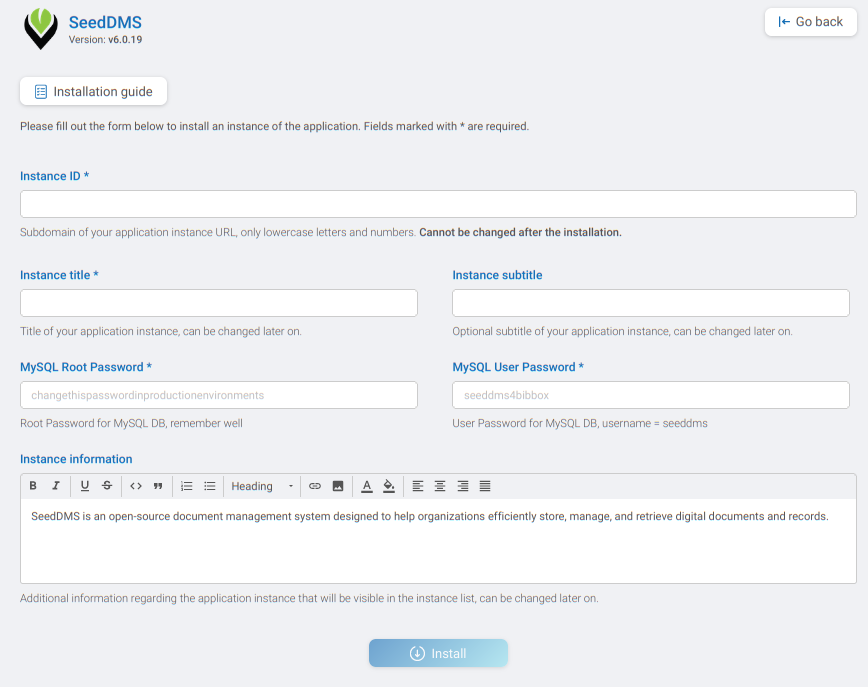 SeedDMS
Version: v6.0.19
Go back
Installation guide
Please fill out the form below to install an instance of the application. Fields marked with * are required.
Instance ID *
Subdomain of your application instance URL, only lowercase letters and numbers. Cannot be changed after the installation.
Instance title *
Instance subtitle
Title of your application instance, can be changed later on.
Optional subtitle of your application instance, can be changed later on.
MySQL Root Password *
MySQL User Password *
changethispasswordinproductionenvironments
seeddms4bibbox
Root Password for MySQL DB, remember well
User Password for MySQL DB, username = seeddms
Instance information
B I U S Heading A
SeedDMS is an open-source document management system designed to help organizations efficiently store, manage, and retrieve digital documents and records.
Additional information regarding the application instance that will be visible in the instance list, can be changed later on.
Install